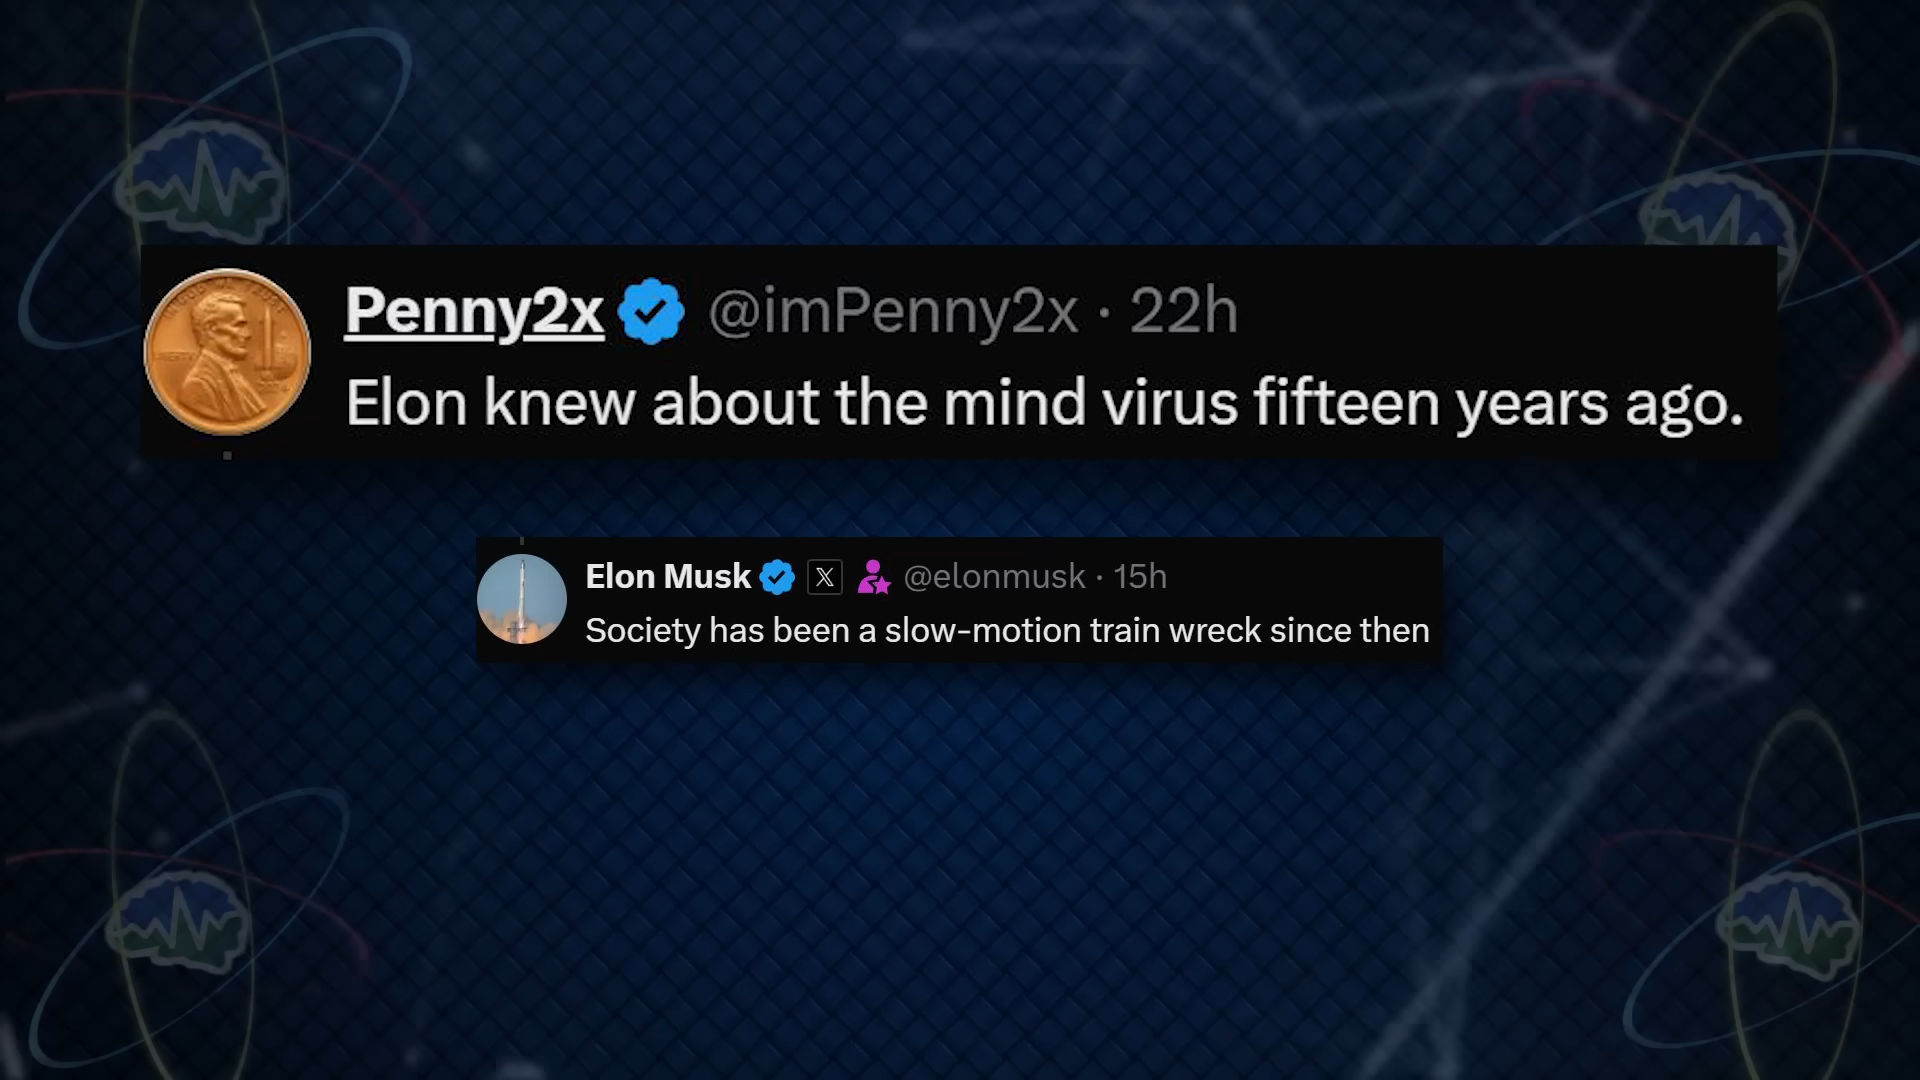 Penny2x @imPenny2x · 22h
Elon knew about the mind virus fifteen years ago.
Elon Musk X @elonmusk · 15h
Society has been a slow-motion train wreck since then